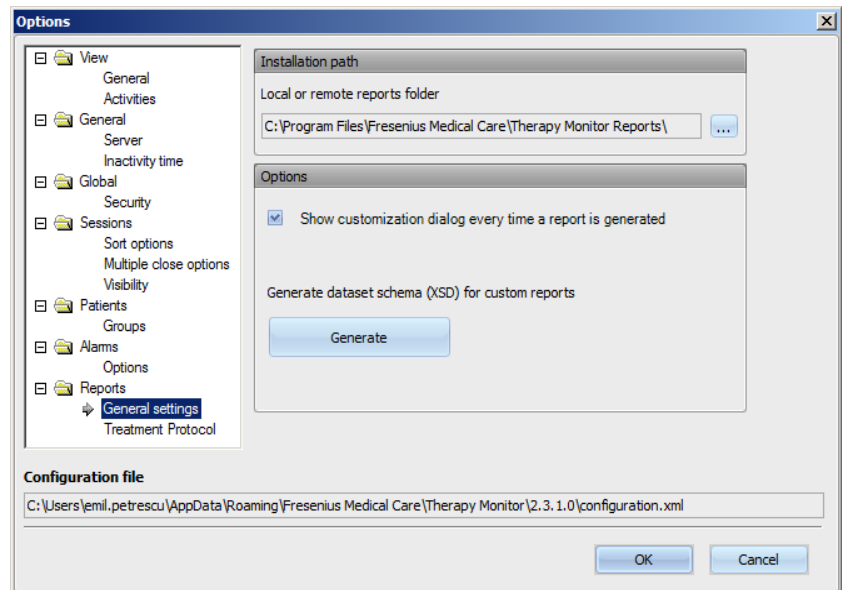 Options
View
General
Activities
General
Server
Inactivity time
Global
Security
Sessions
Sort options
Multiple close options
Visibility
Patients
Groups
Alarms
Options
Reports
General settings
Treatment Protocol
Installation path
Local or remote reports folder
C:\Program Files\Fresenius Medical Care\Therapy Monitor Reports\
...
Options
Show customization dialog every time a report is generated
Generate dataset schema (XSD) for custom reports
Generate
Configuration file
C:\Users\emil.petrescu\AppData\Roaming\Fresenius Medical Care\Therapy Monitor\2.3.1.0\configuration.xml
OK
Cancel